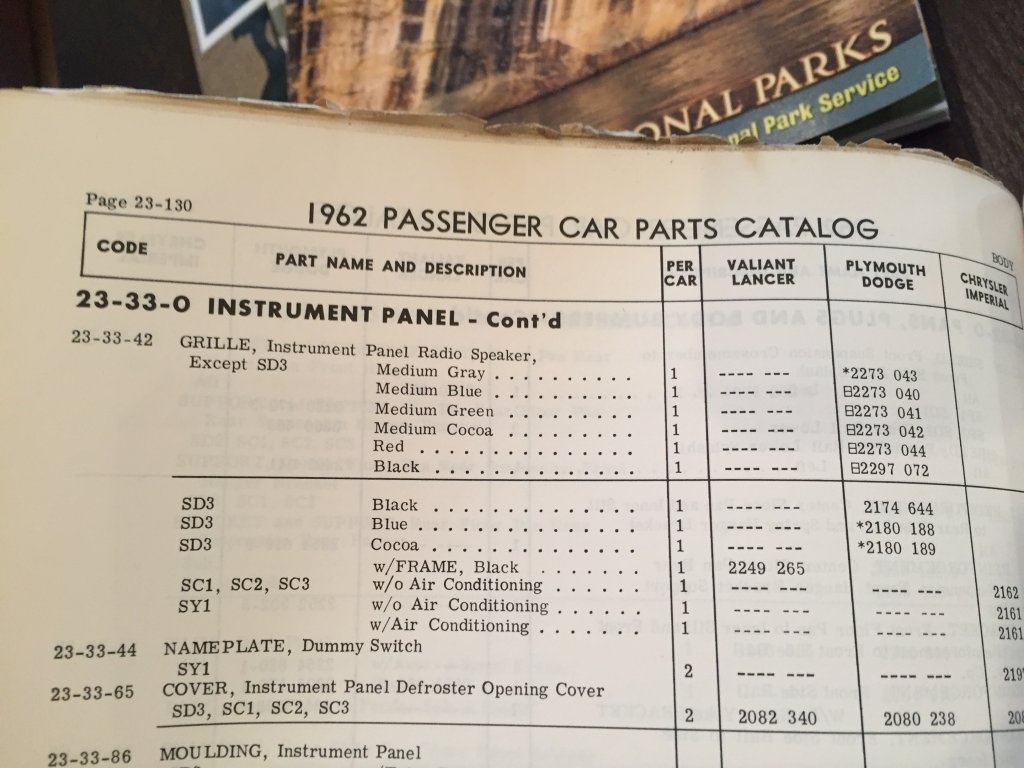 ONAL PARKS
nal Park Service
Page 23-130
1962 PASSENGER CAR PARTS CATALOG
BODY
CODE PART NAME AND DESCRIPTION PER CAR VALIANT LANCER PLYMOUTH DODGE CHRYSLER IMPERIAL
23-33-0 INSTRUMENT PANEL - Cont'd
23-33-42 GRILLE, Instrument Panel Radio Speaker,
Except SD3
Medium Gray . . . . . . . . . . 1 ---- --- *2273 043
Medium Blue . . . . . . . . . . 1 ---- --- ⊟2273 040
Medium Green . . . . . . . . . 1 ---- --- ⊟2273 041
Medium Cocoa . . . . . . . . . 1 ---- --- ⊟2273 042
Red . . . . . . . . . . . . . . . 1 ---- --- ⊟2273 044
Black . . . . . . . . . . . . . . 1 ---- --- ⊟2297 072
SD3 Black . . . . . . . . . . . . . . 1 ---- --- 2174 644
SD3 Blue . . . . . . . . . . . . . . 1 ---- --- *2180 188
SD3 Cocoa . . . . . . . . . . . . . . 1 ---- --- *2180 189
w/FRAME, Black . . . . . . . . 1 2249 265
SC1, SC2, SC3 w/o Air Conditioning . . . . . . 1 ---- --- ---- --- 2162
SY1 w/o Air Conditioning . . . . . . 1 ---- --- ---- --- 2161
w/Air Conditioning . . . . . . . 1 ---- --- ---- --- 2161
23-33-44 NAMEPLATE, Dummy Switch
SY1 2 ---- --- ---- --- 219
23-33-65 COVER, Instrument Panel Defroster Opening Cover
SD3, SC1, SC2, SC3 2 2082 340 2080 238 208
23-33-86 MOULDING, Instrument Panel